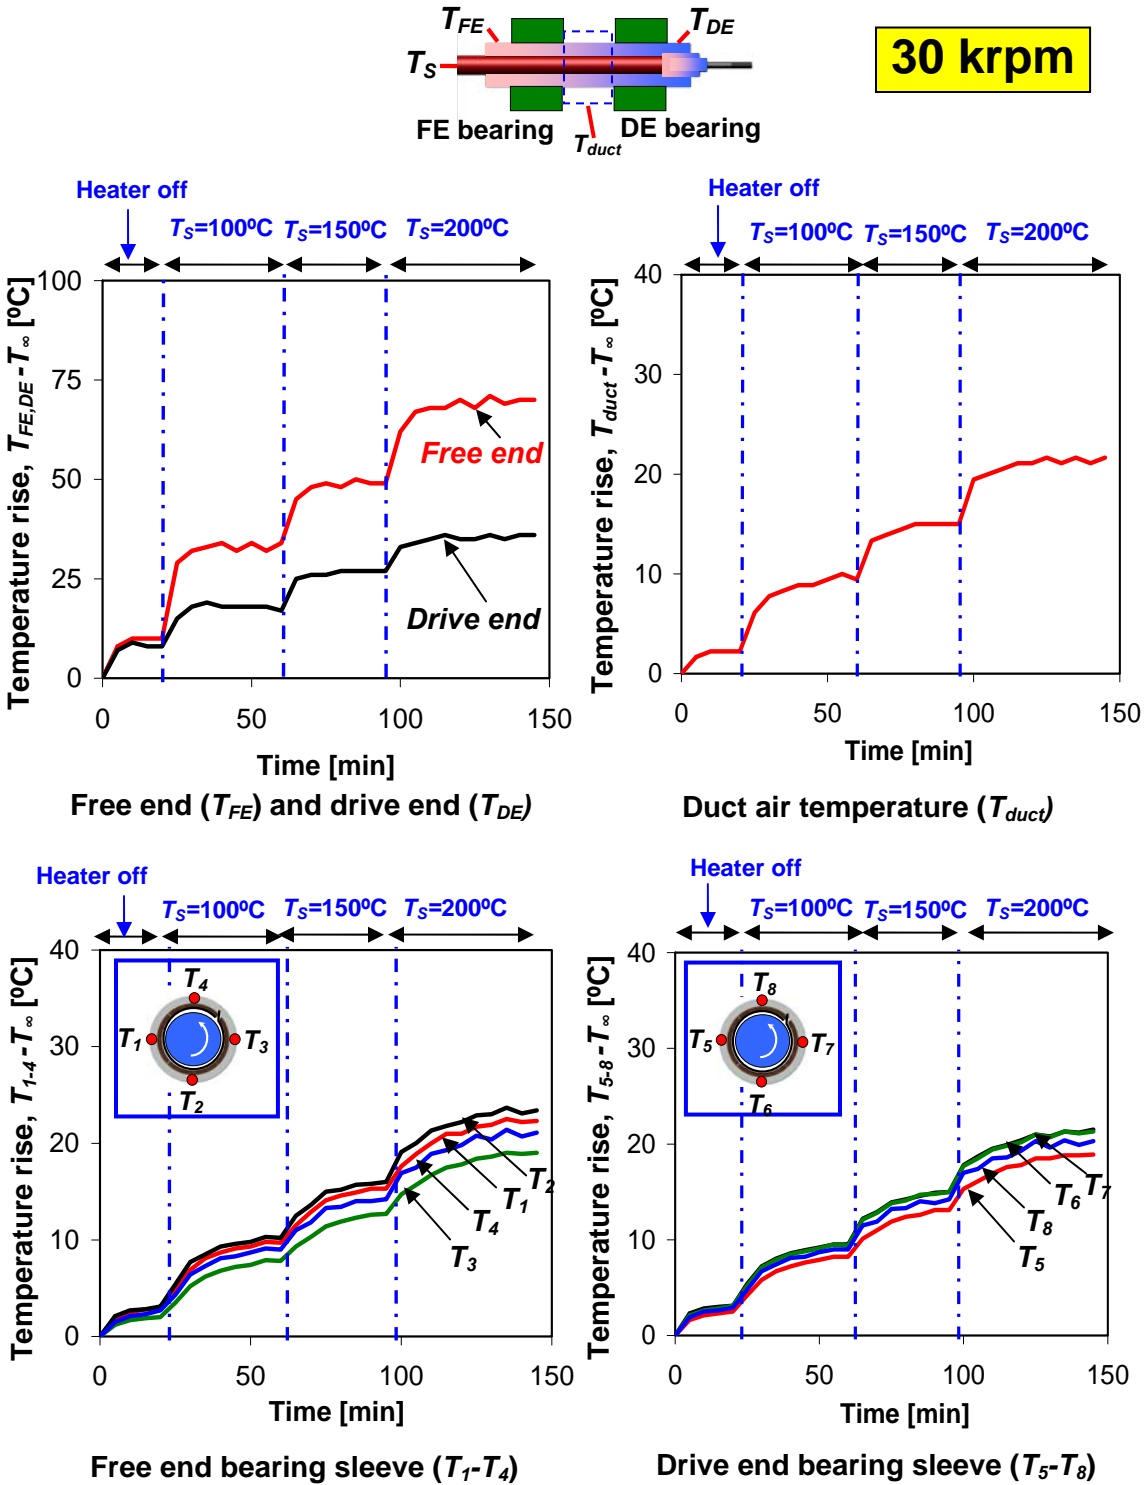 T_FE T_DE
30 krpm
T_S
FE bearing T_duct DE bearing
Heater off
T_S=100ºC T_S=150ºC T_S=200ºC
Temperature rise, T_FE,DE - T_∞ [ºC]
100
75
50
25
0
Free end
Drive end
0 50 100 150
Time [min]
Free end (T_FE) and drive end (T_DE)
Heater off
T_S=100ºC T_S=150ºC T_S=200ºC
Temperature rise, T_duct - T_∞ [ºC]
40
30
20
10
0
0 50 100 150
Time [min]
Duct air temperature (T_duct)
Heater off
T_S=100ºC T_S=150ºC T_S=200ºC
Temperature rise, T_1-4 - T_∞ [ºC]
40
30
20
10
0
T_4
T_1 T_3
T_2
T_2
T_1
T_4
T_3
0 50 100 150
Time [min]
Free end bearing sleeve (T_1-T_4)
Heater off
T_S=100ºC T_S=150ºC T_S=200ºC
Temperature rise, T_5-8 - T_∞ [ºC]
40
30
20
10
0
T_8
T_5 T_7
T_6
T_7
T_6
T_8
T_5
0 50 100 150
Time [min]
Drive end bearing sleeve (T_5-T_8)